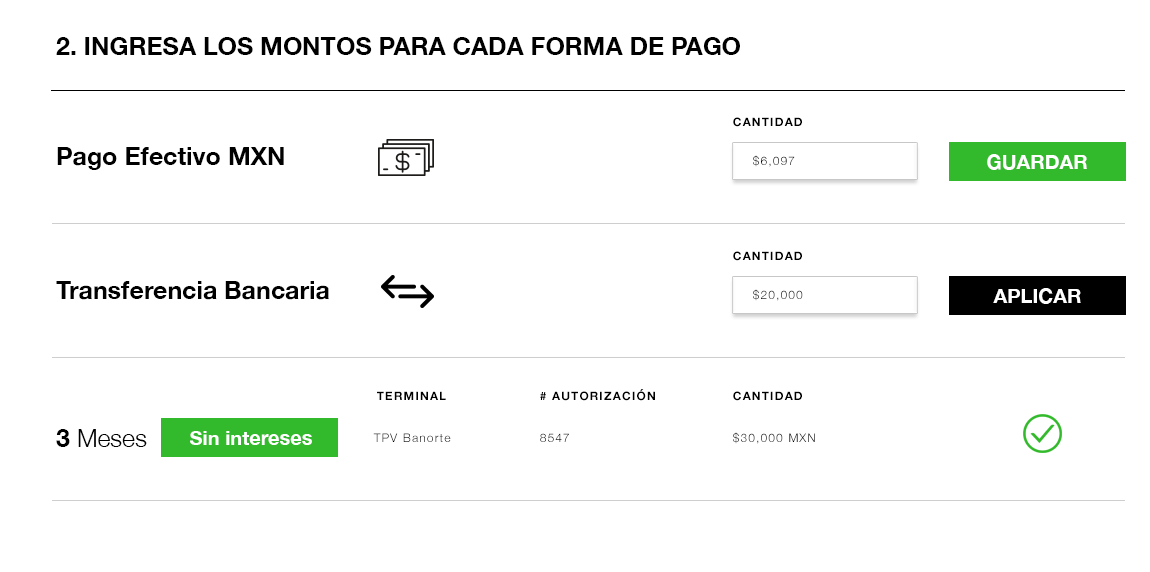 2. INGRESA LOS MONTOS PARA CADA FORMA DE PAGO
CANTIDAD
Pago Efectivo MXN $ $6,097 GUARDAR
CANTIDAD
Transferencia Bancaria $20,000 APLICAR
TERMINAL # AUTORIZACIÓN CANTIDAD
3 Meses Sin intereses TPV Banorte 8547 $30,000 MXN